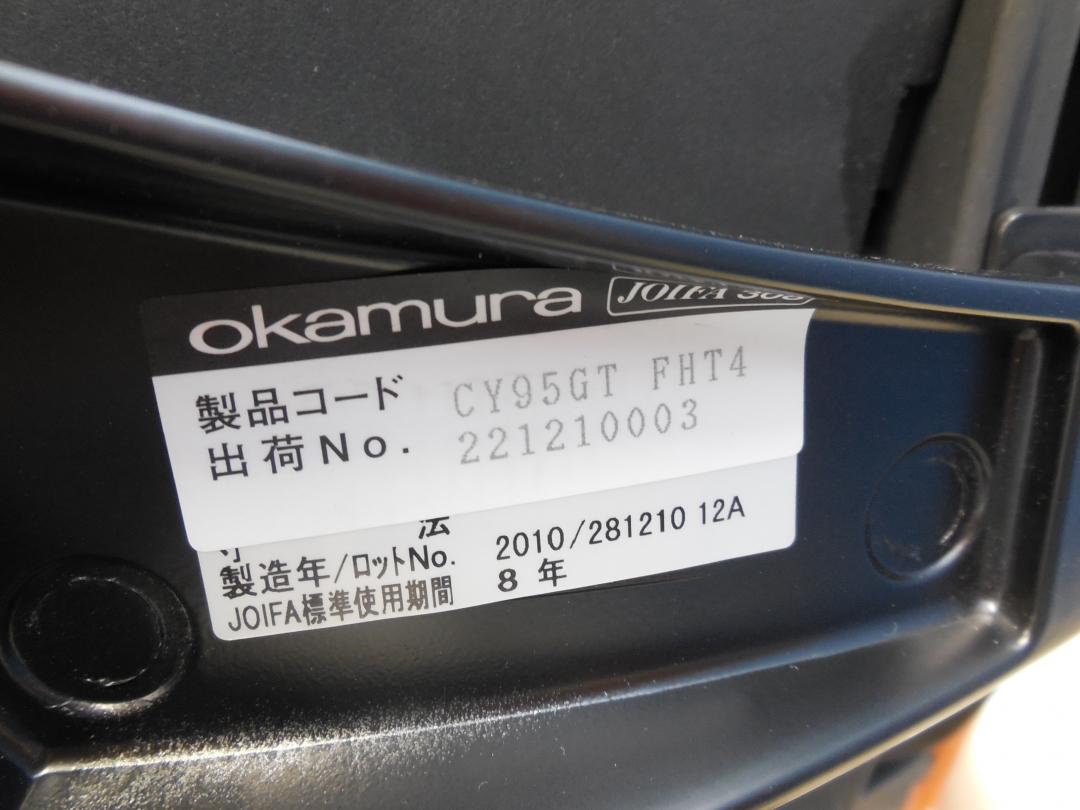 okamura JOIFA 303
製品コード CY95GT FHT4
出荷No. 221210003
寸 法
製造年/ロットNo. 2010/281210 12A
JOIFA標準使用期間 8 年